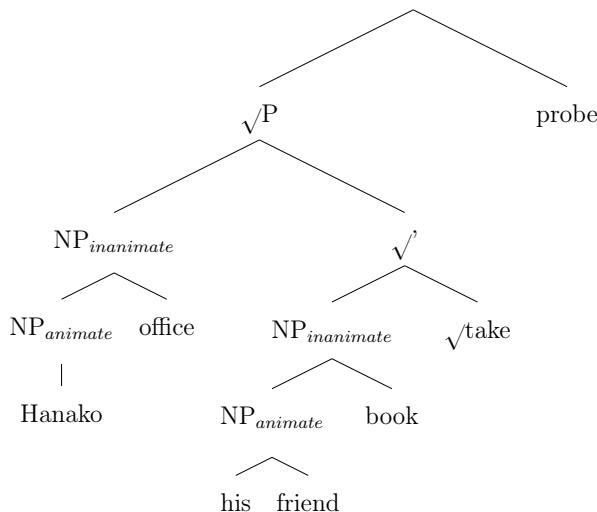 √P probe
NP_inanimate √'
NP_animate office NP_inanimate √take
Hanako NP_animate book
his friend